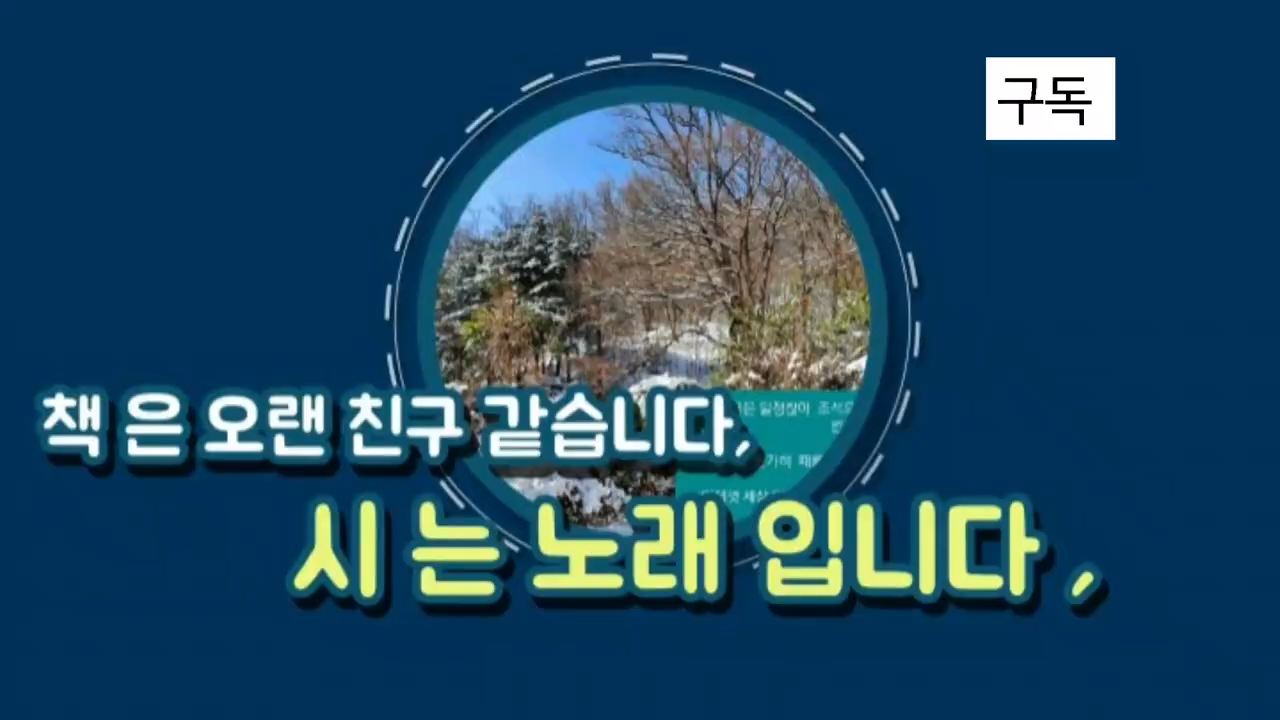 구독
책 은 오랜 친구 같습니다,
시 는 노래 입니다 ,